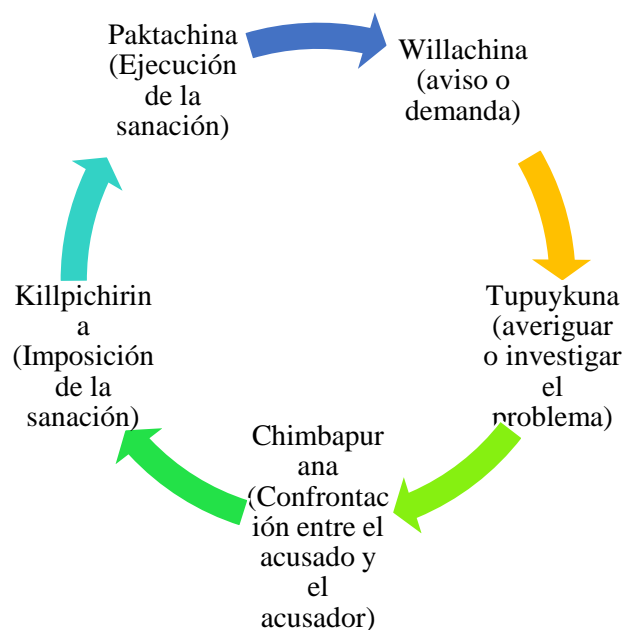 Willachina
(aviso o
demanda)
Tupuykuna
(averiguar
o investigar
el
problema)
Chimbapur
ana
(Confrontac
ión entre el
acusado y
el
acusador)
Killpichirin
a
(Imposición
de la
sanación)
Paktachina
(Ejecución
de la
sanación)